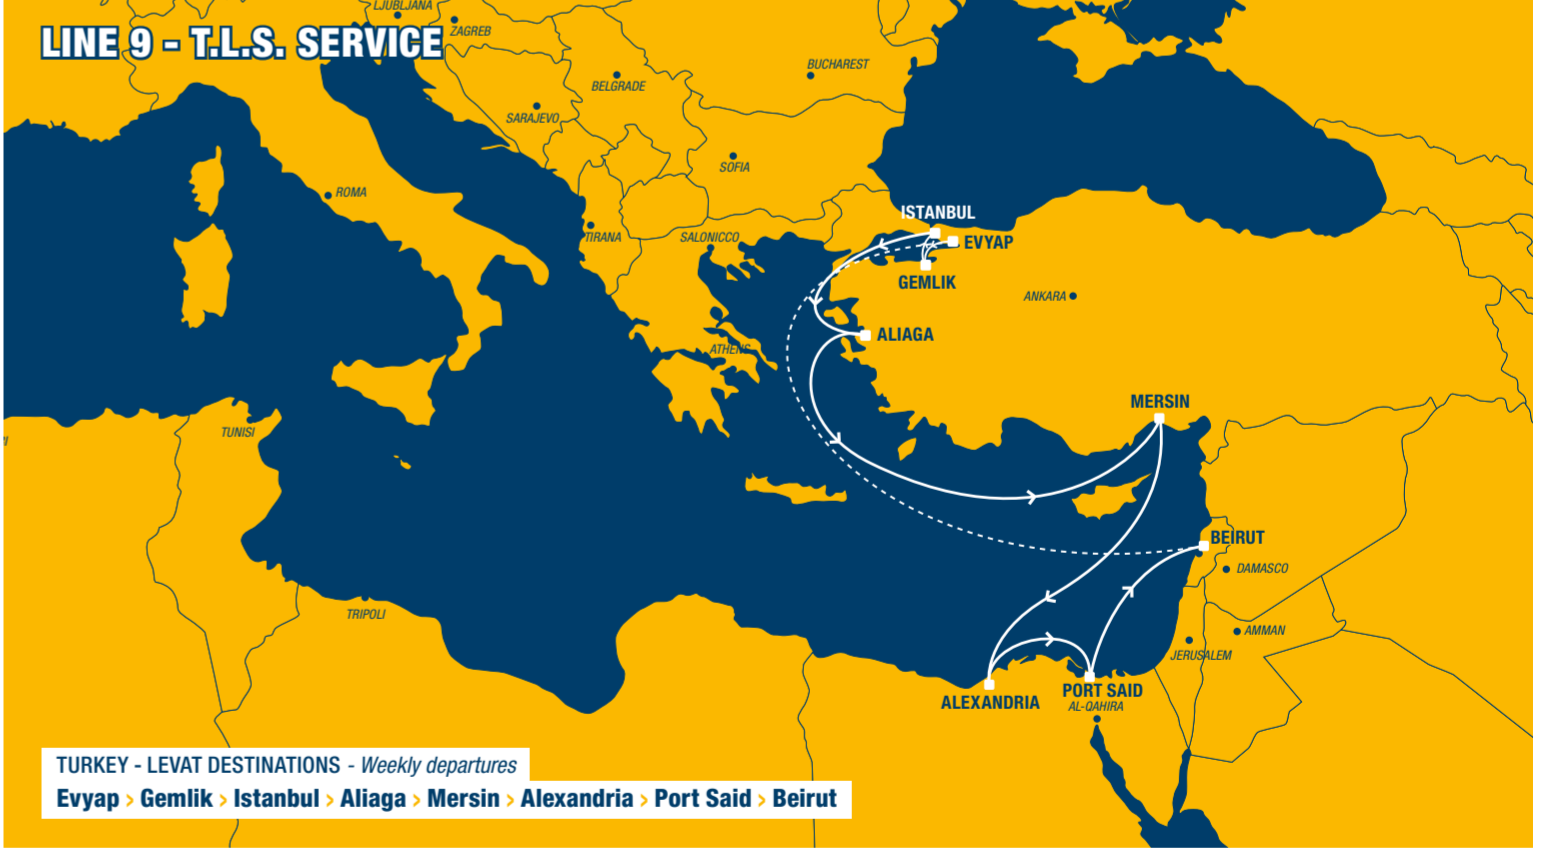 LJUBLJANA
ZAGREB
LINE 9 - T.L.S. SERVICE
BUCHAREST
BELGRADE
SARAJEVO
SOFIA
ROMA
ISTANBUL
TIRANA
SALONICCO
EVYAP
GEMLIK
ANKARA
ALIAGA
ATHENS
MERSIN
TUNISI
BEIRUT
DAMASCO
TRIPOLI
AMMAN
JERUSALEM
PORT SAID
ALEXANDRIA
AL-QAHIRA
TURKEY - LEVAT DESTINATIONS - Weekly departures
Evyap > Gemlik > Istanbul > Aliaga > Mersin > Alexandria > Port Said > Beirut